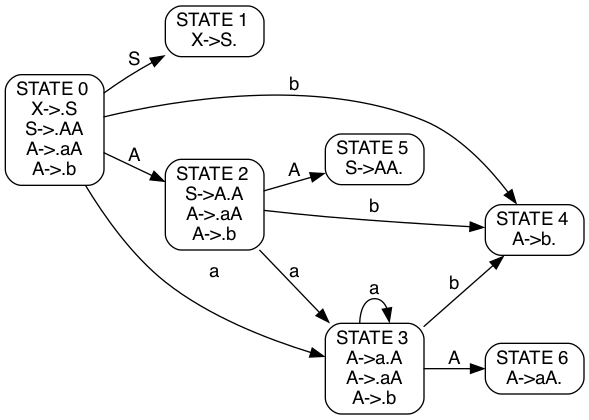 STATE 1
X->S.
S
STATE 0
X->.S
S->.AA
A->.aA
A->.b
b
A
STATE 5
S->AA.
A
STATE 2
S->A.A
A->.aA
A->.b
b
STATE 4
A->b.
a
a
a
b
STATE 3
A->a.A
A->.aA
A->.b
A
STATE 6
A->aA.